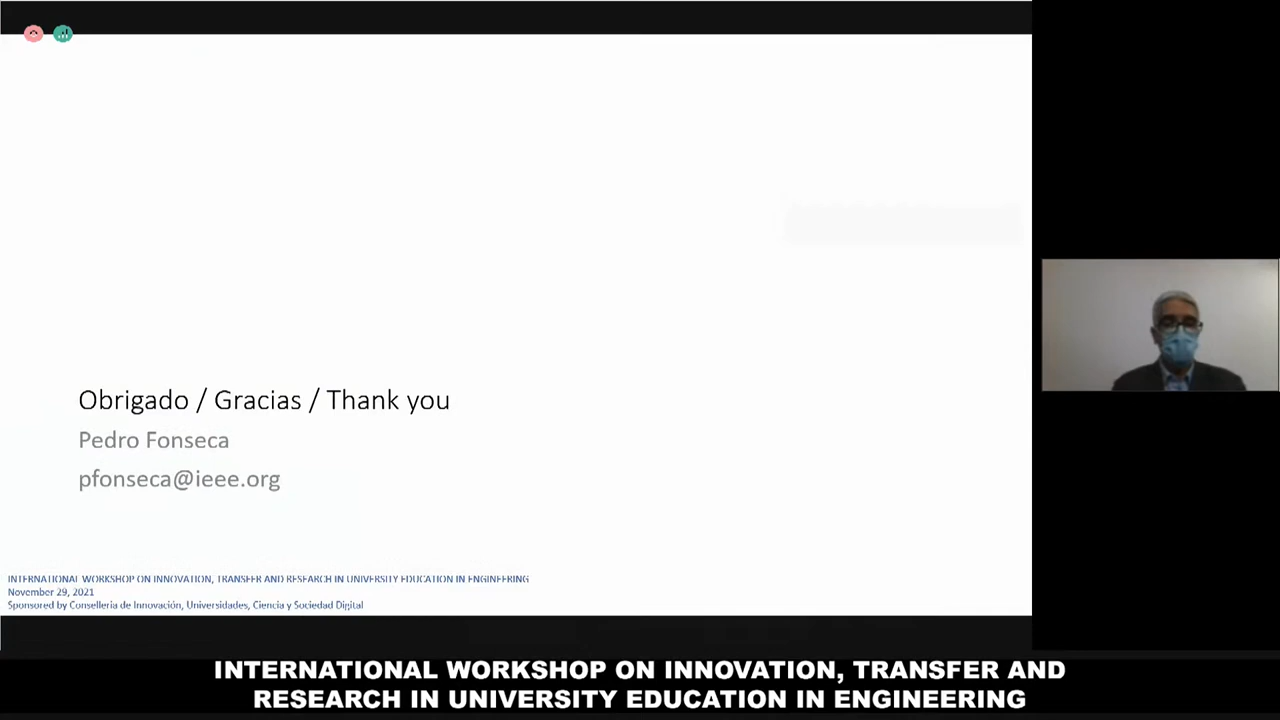 Obrigado / Gracias / Thank you
Pedro Fonseca
pfonseca@ieee.org
INTERNATIONAL WORKSHOP ON INNOVATION, TRANSFER AND RESEARCH IN UNIVERSITY EDUCATION IN ENGINEERING
November 29, 2021
Sponsored by Conselleria de Innovación, Universidades, Ciencia y Sociedad Digital
INTERNATIONAL WORKSHOP ON INNOVATION, TRANSFER AND
RESEARCH IN UNIVERSITY EDUCATION IN ENGINEERING